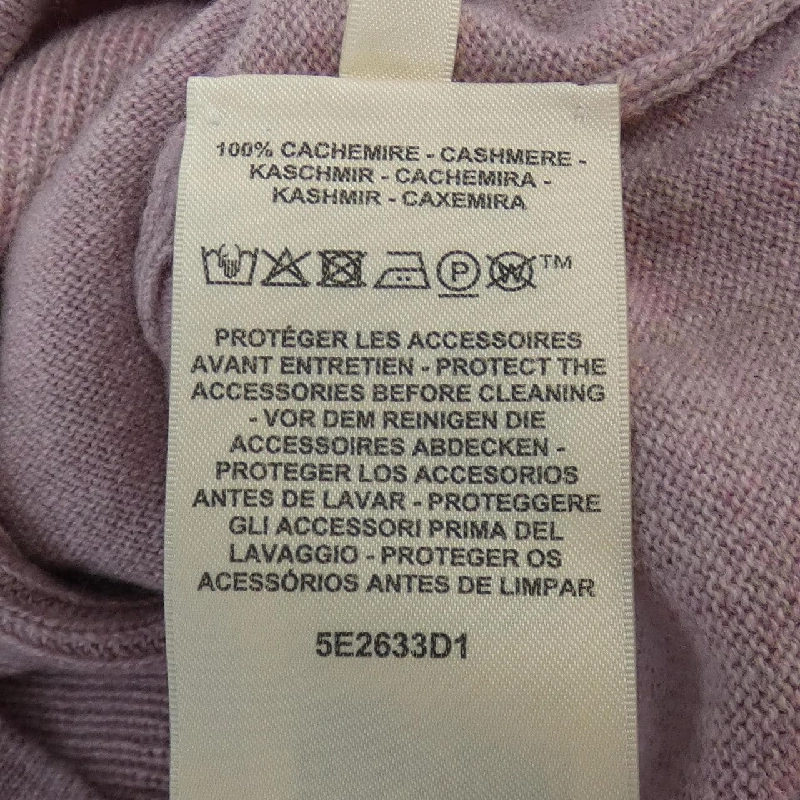 100% CACHEMIRE - CASHMERE -
KASCHMIR - CACHEMIRA -
KASHMIR - CAXEMIRA
P W TM
PROTÉGER LES ACCESSOIRES
AVANT ENTRETIEN - PROTECT THE
ACCESSORIES BEFORE CLEANING
- VOR DEM REINIGEN DIE
ACCESSOIRES ABDECKEN -
PROTEGER LOS ACCESORIOS
ANTES DE LAVAR - PROTEGGERE
GLI ACCESSORI PRIMA DEL
LAVAGGIO - PROTEGER OS
ACESSÓRIOS ANTES DE LIMPAR
5E2633D1